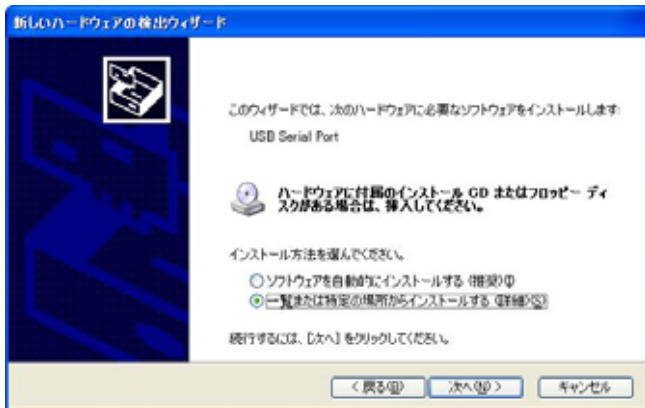 新しいハードウェアの検出ウィザード
このウィザードでは、次のハードウェアに必要なソフトウェアをインストールします:
USB Serial Port
ハードウェアに付属のインストール CD またはフロッピー ディ
スクがある場合は、挿入してください。
インストール方法を選んでください。
ソフトウェアを自動的にインストールする (推奨)(I)
一覧または特定の場所からインストールする (詳細)(S)
続行するには、[次へ] をクリックしてください。
< 戻る(B)
次へ(N) >
キャンセル